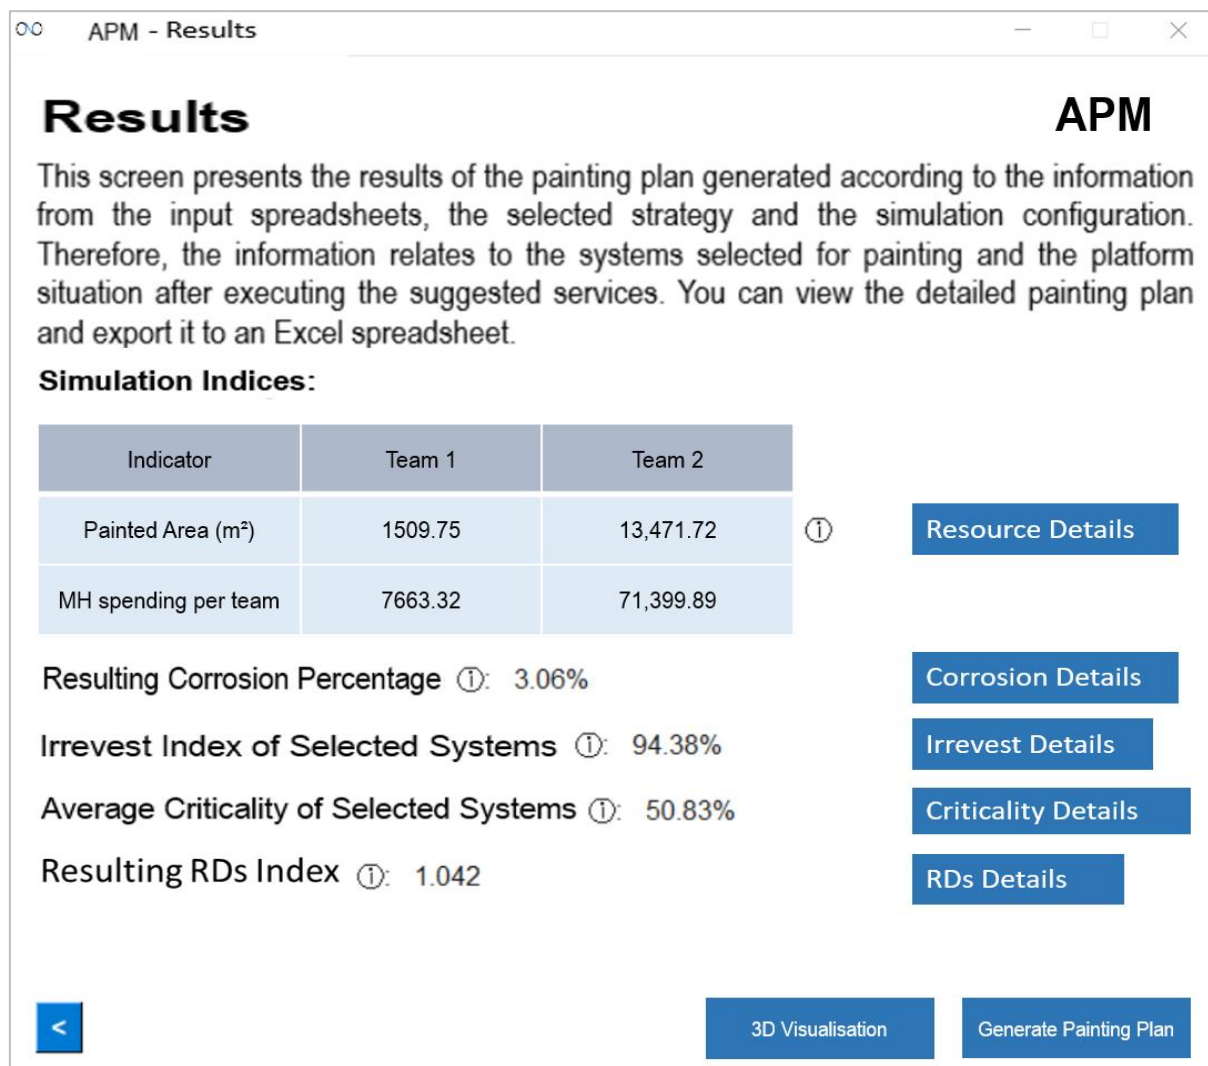 APM - Results
Results
APM
This screen presents the results of the painting plan generated according to the information
from the input spreadsheets, the selected strategy and the simulation configuration.
Therefore, the information relates to the systems selected for painting and the platform
situation after executing the suggested services. You can view the detailed painting plan
and export it to an Excel spreadsheet.
Simulation Indices:
Indicator Team 1 Team 2
Painted Area (m²) 1509.75 13,471.72 ⓘ Resource Details
MH spending per team 7663.32 71,399.89
Resulting Corrosion Percentage ⓘ: 3.06% Corrosion Details
Irrevest Index of Selected Systems ⓘ: 94.38% Irrevest Details
Average Criticality of Selected Systems ⓘ: 50.83% Criticality Details
Resulting RDs Index ⓘ: 1.042 RDs Details
< 3D Visualisation Generate Painting Plan